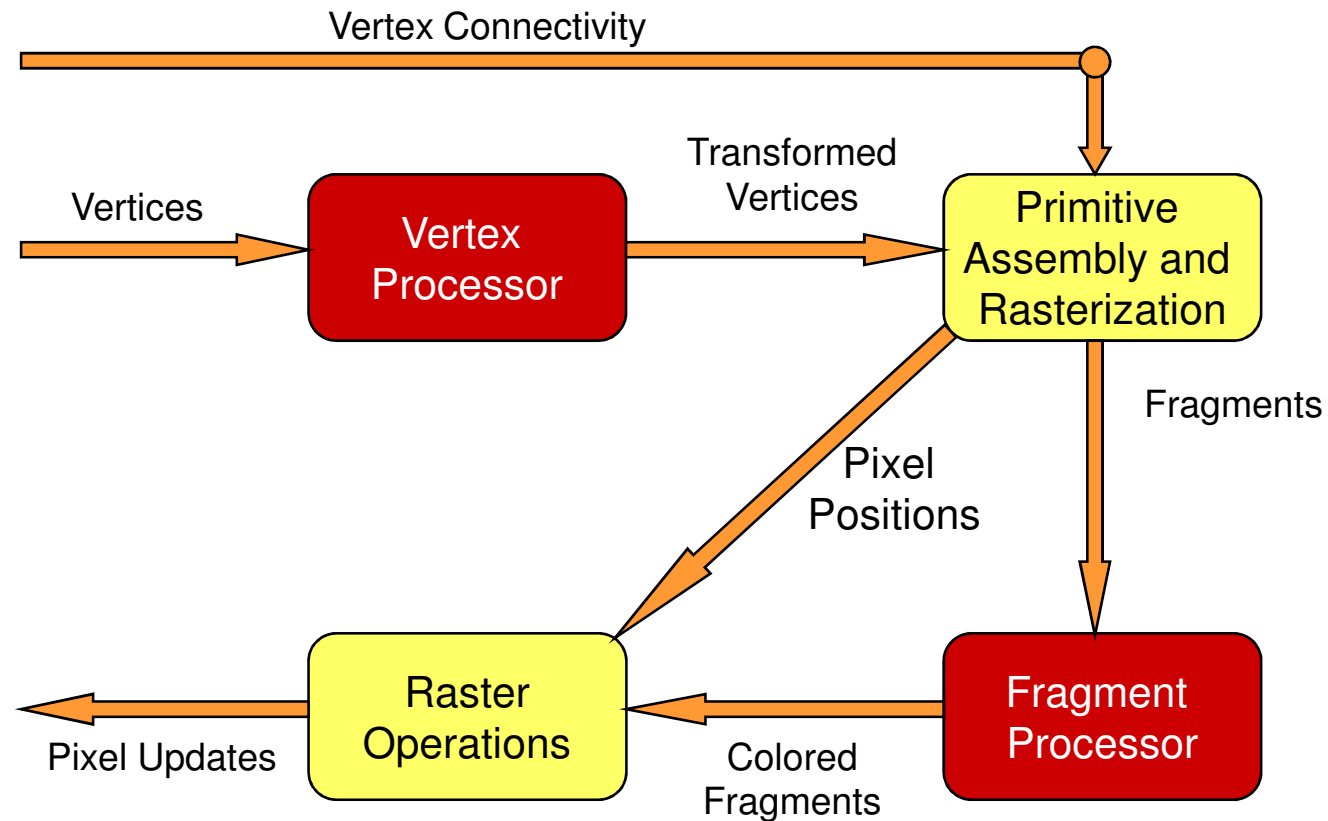 Vertex Connectivity
Vertices
Vertex
Processor
Transformed
Vertices
Primitive
Assembly and
Rasterization
Fragments
Pixel
Positions
Raster
Operations
Fragment
Processor
Pixel Updates
Colored
Fragments